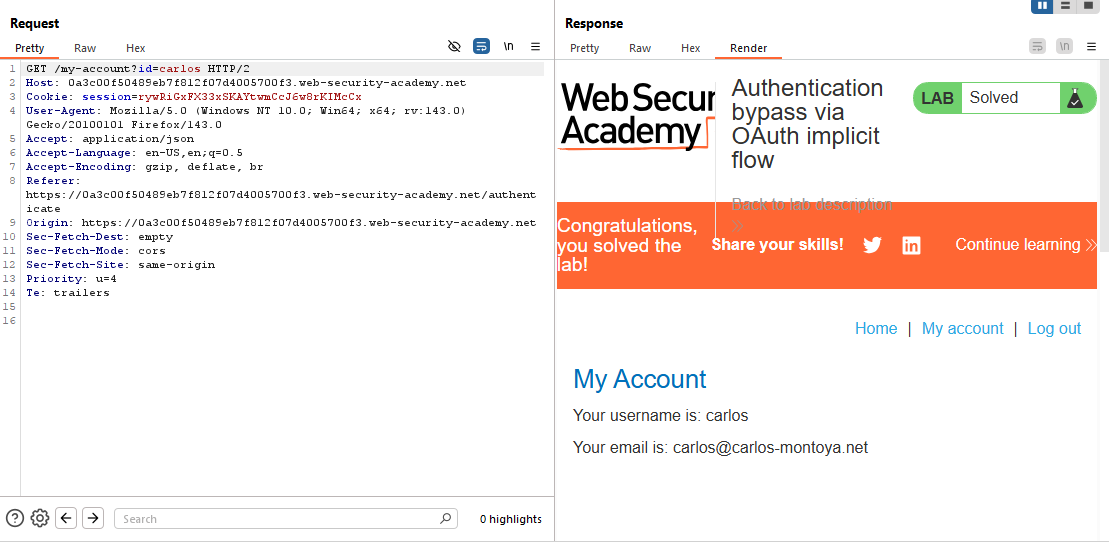 Request
Pretty Raw Hex \n
1 GET /my-account?id=carlos HTTP/2
2 Host: 0a3c00f50489eb7f812f07d4005700f3.web-security-academy.net
3 Cookie: session=rywRiGxFX33xSKAYtwmCcJ6w8rKIMcCx
4 User-Agent: Mozilla/5.0 (Windows NT 10.0; Win64; x64; rv:143.0)
Gecko/20100101 Firefox/143.0
5 Accept: application/json
6 Accept-Language: en-US,en;q=0.5
7 Accept-Encoding: gzip, deflate, br
8 Referer:
https://0a3c00f50489eb7f812f07d4005700f3.web-security-academy.net/authent
icate
9 Origin: https://0a3c00f50489eb7f812f07d4005700f3.web-security-academy.net
10 Sec-Fetch-Dest: empty
11 Sec-Fetch-Mode: cors
12 Sec-Fetch-Site: same-origin
13 Priority: u=4
14 Te: trailers
15
16
Search
0 highlights
Response
Pretty Raw Hex Render \n
Web Secur
Academy
Authentication
bypass via
OAuth implicit
flow
Back to lab description
LAB Solved
Congratulations,
you solved the
lab!
Share your skills!
Continue learning
Home | My account | Log out
My Account
Your username is: carlos
Your email is: carlos@carlos-montoya.net